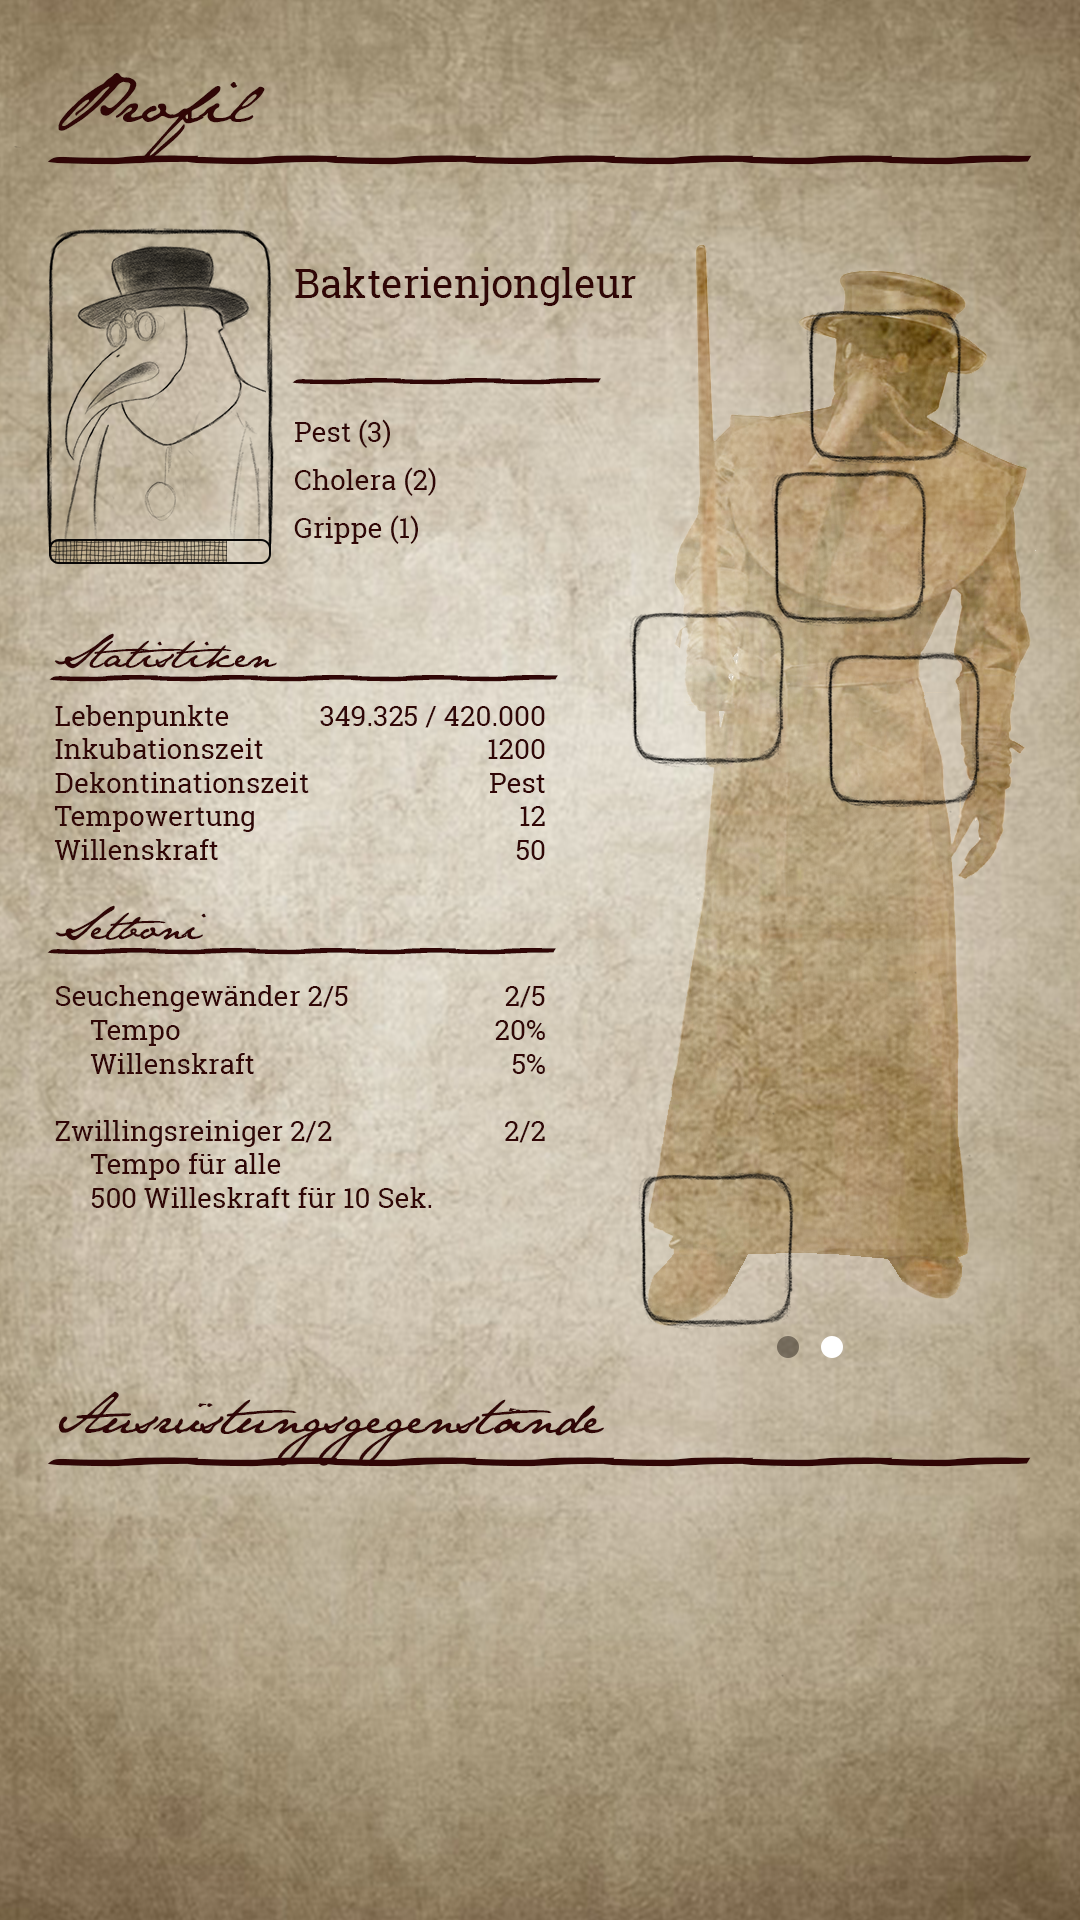 Profil
Bakterienjongleur
Pest (3)
Cholera (2)
Grippe (1)
Statistiken
Lebenpunkte 349.325 / 420.000
Inkubationszeit 1200
Dekontinationszeit Pest
Tempowertung 12
Willenskraft 50
Setboni
Seuchengewänder 2/5 2/5
Tempo 20%
Willenskraft 5%
Zwillingsreiniger 2/2 2/2
Tempo für alle
500 Willeskraft für 10 Sek.
Ausrüstungsgegenstände